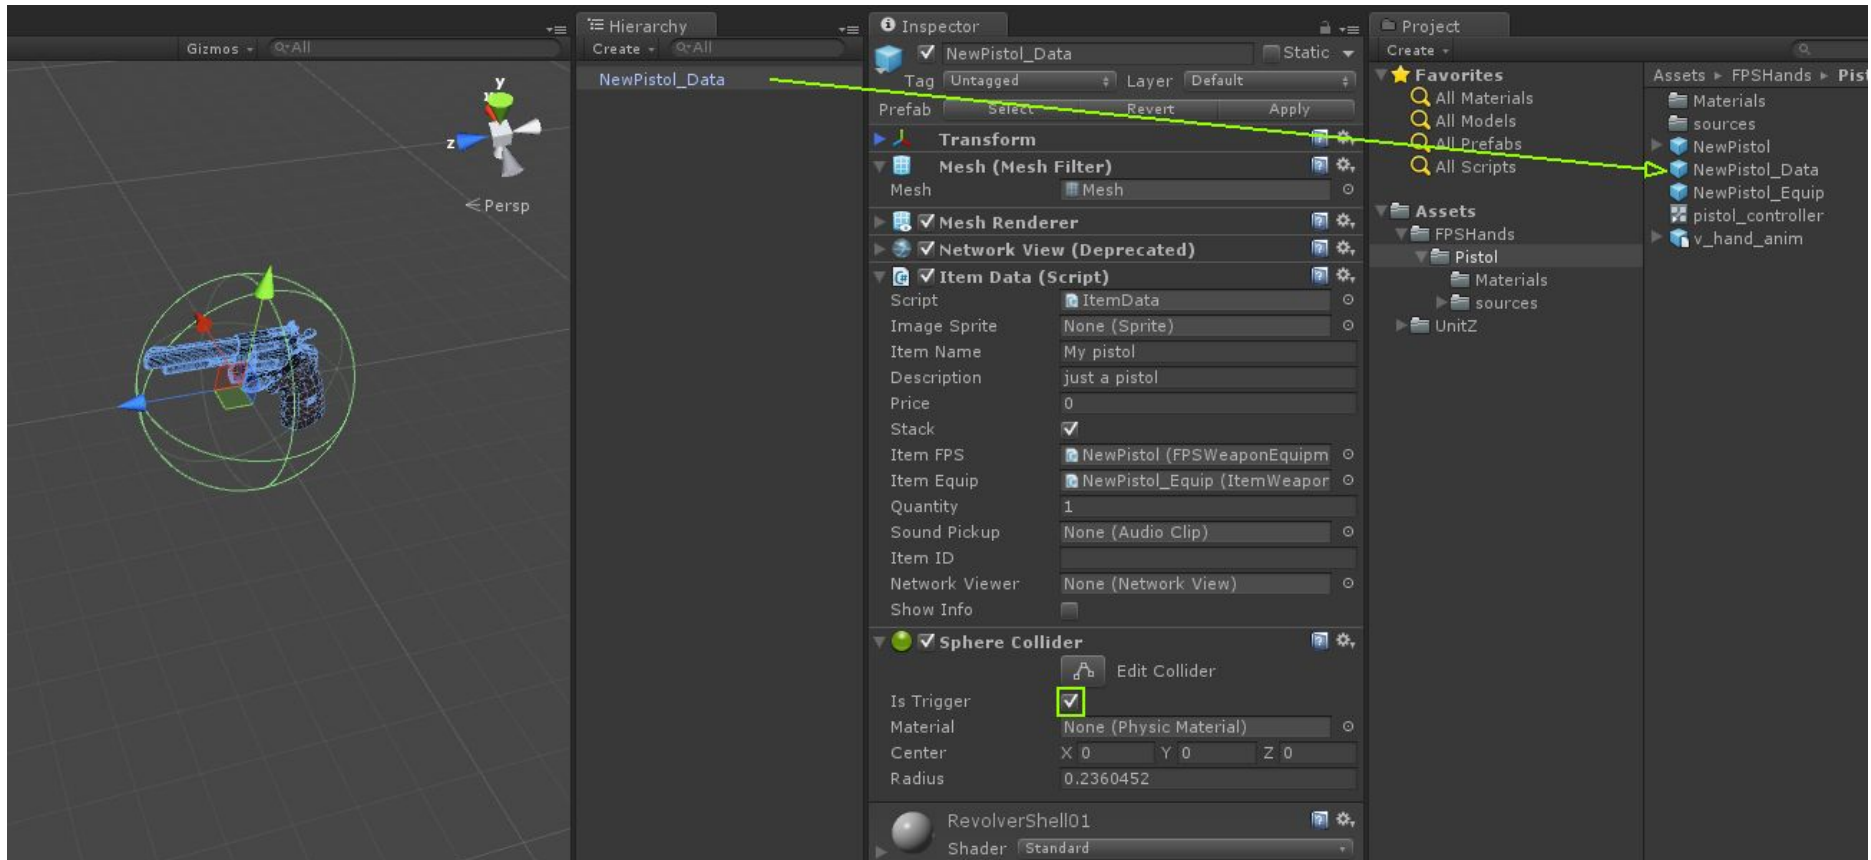 Gizmos
All
y
z
Persp
Hierarchy
Create
All
NewPistol_Data
Inspector
NewPistol_Data
Static
Tag Untagged Layer Default
Prefab Select Revert Apply
Transform
Mesh (Mesh Filter)
Mesh Mesh
Mesh Renderer
Network View (Deprecated)
Item Data (Script)
Script ItemData
Image Sprite None (Sprite)
Item Name My pistol
Description just a pistol
Price 0
Stack
Item FPS NewPistol (FPSWeaponEquipm
Item Equip NewPistol_Equip (ItemWeapor
Quantity 1
Sound Pickup None (Audio Clip)
Item ID
Network Viewer None (Network View)
Show Info
Sphere Collider
Edit Collider
Is Trigger
Material None (Physic Material)
Center X 0 Y 0 Z 0
Radius 0.2360452
RevolverShell01
Shader Standard
Project
Create
Favorites
All Materials
All Models
All Prefabs
All Scripts
Assets
FPSHands
Pistol
Materials
sources
UnitZ
Assets FPSHands Pist
Materials
sources
NewPistol
NewPistol_Data
NewPistol_Equip
pistol_controller
v_hand_anim